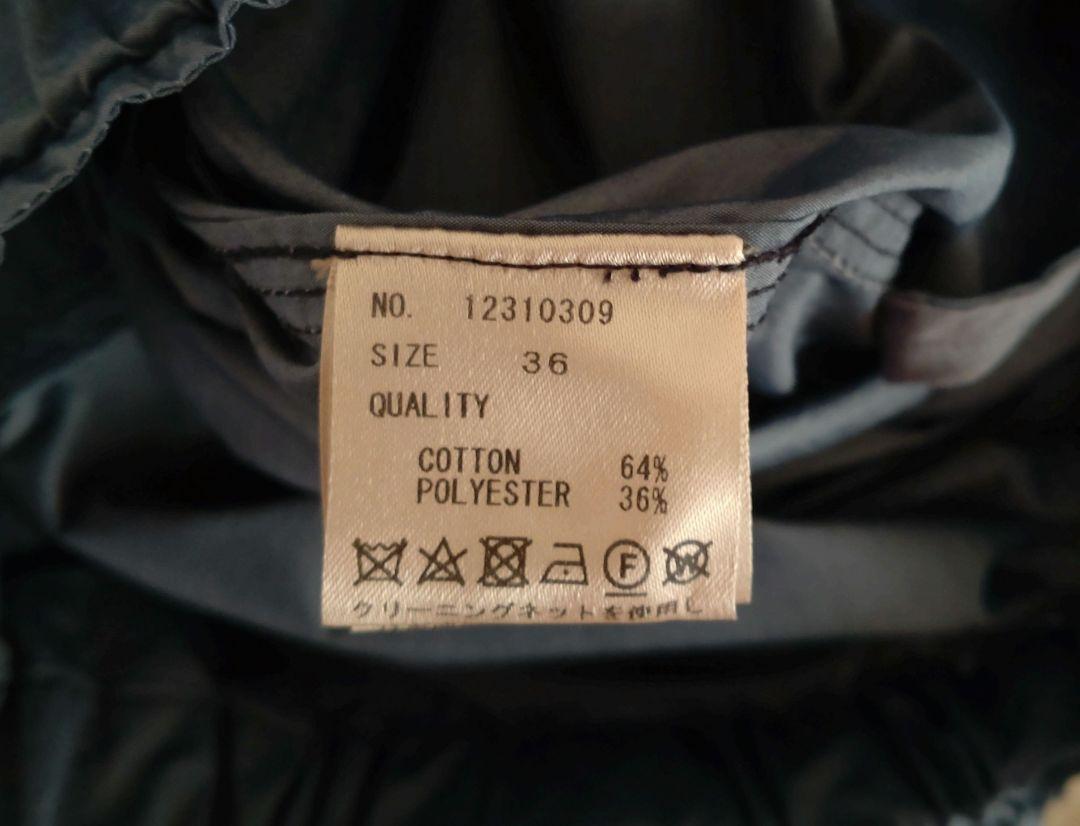 NO. 12310309
SIZE 36
QUALITY
COTTON 64%
POLYESTER 36%
F W
クリーニングネットを使用し